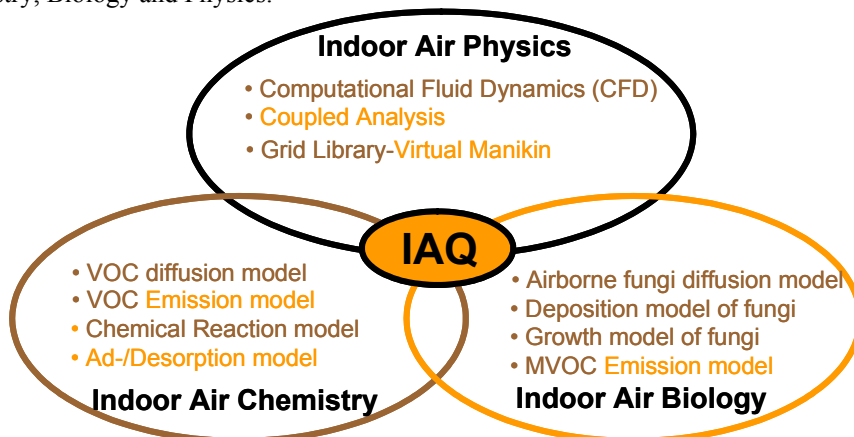 stry, Biology and Physics.
Indoor Air Physics
• Computational Fluid Dynamics (CFD)
• Coupled Analysis
• Grid Library-Virtual Manikin
IAQ
• VOC diffusion model
• VOC Emission model
• Chemical Reaction model
• Ad-/Desorption model
Indoor Air Chemistry
• Airborne fungi diffusion model
• Deposition model of fungi
• Growth model of fungi
• MVOC Emission model
Indoor Air Biology